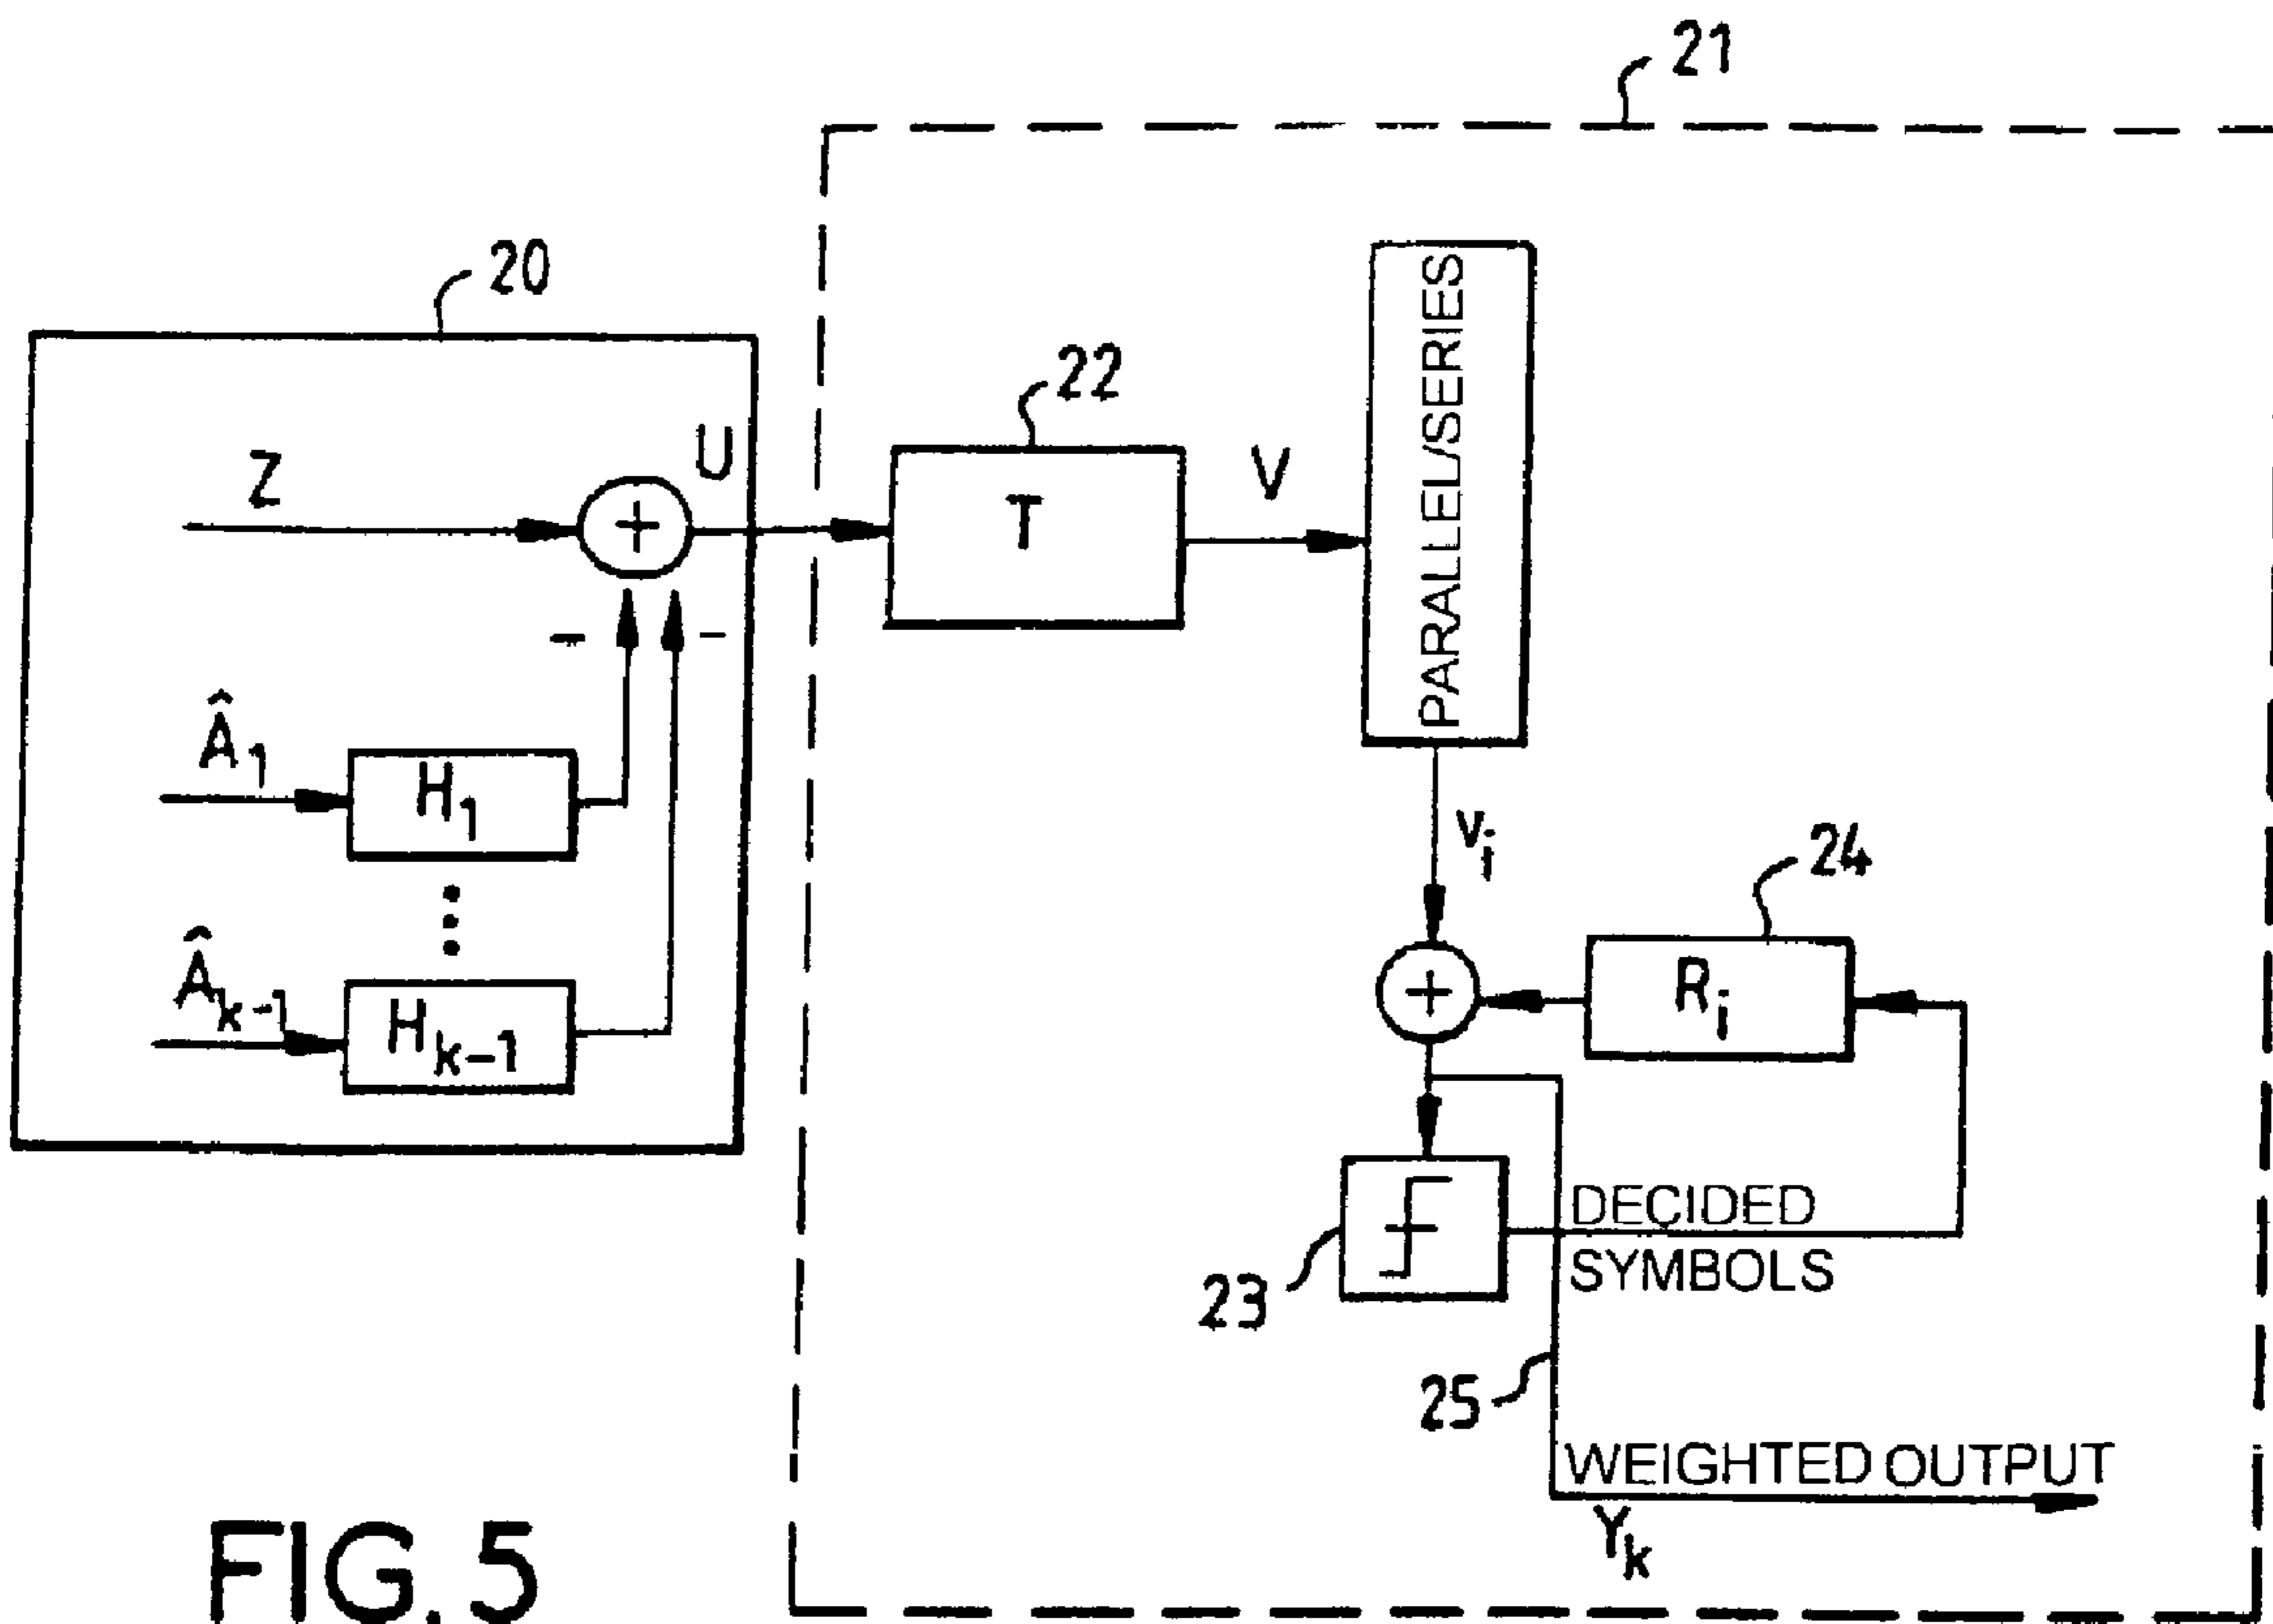 21
20
22
Z
U
T
V
PARALLEL/SERIES
-
-
+
Â₁
H₁
vᵢ
24
Âₖ₋₁
Hₖ₋₁
+
Rᵢ
DECIDED
SYMBOLS
23
25
WEIGHTED OUTPUT
Yₖ
FIG.5